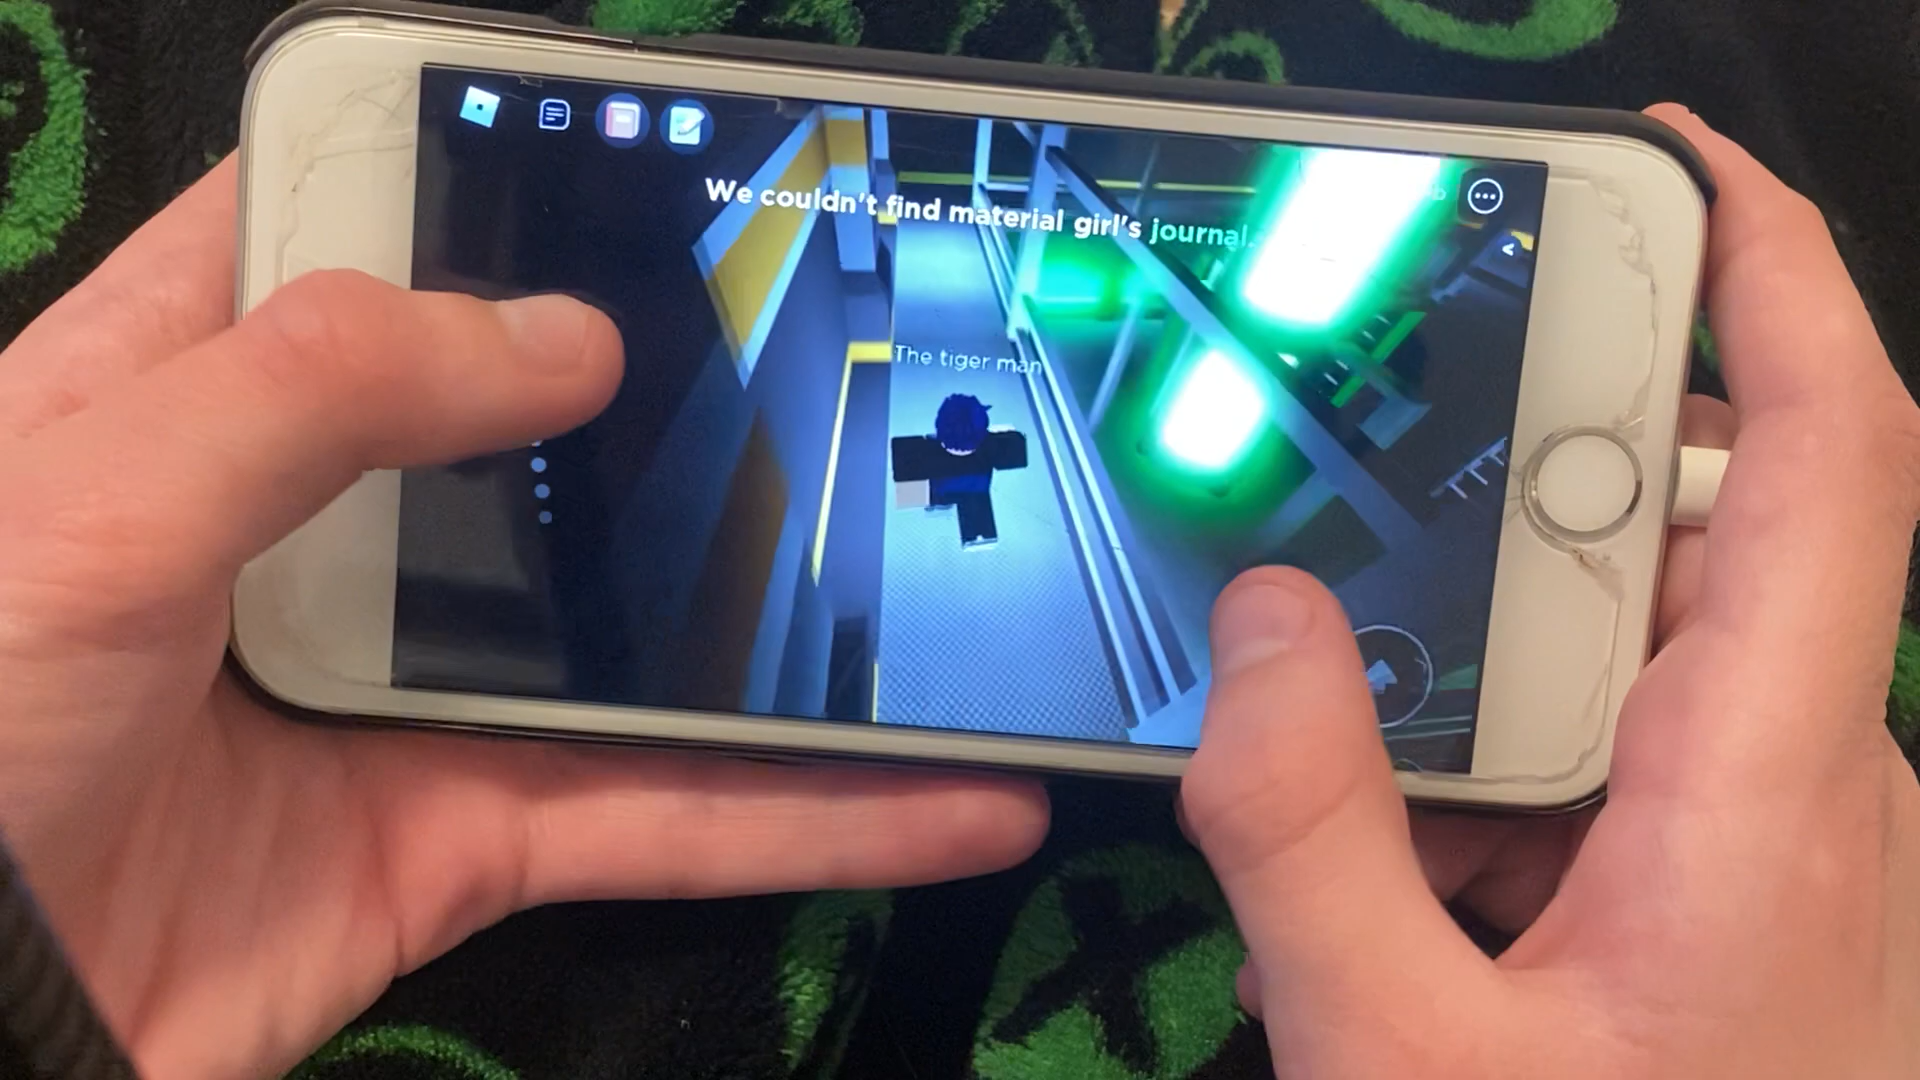 We couldn't find material girl's journal.
The tiger man